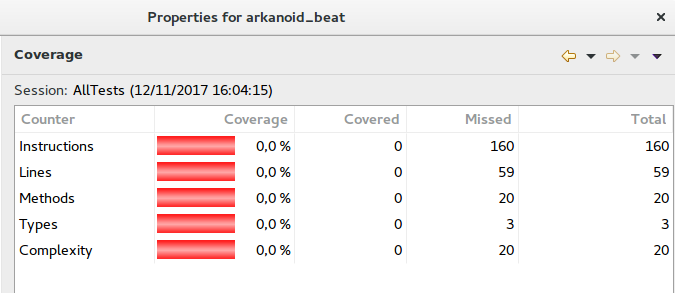 Properties for arkanoid_beat
Coverage
Session: AllTests (12/11/2017 16:04:15)
Counter Coverage Covered Missed Total
Instructions 0,0 % 0 160 160
Lines 0,0 % 0 59 59
Methods 0,0 % 0 20 20
Types 0,0 % 0 3 3
Complexity 0,0 % 0 20 20